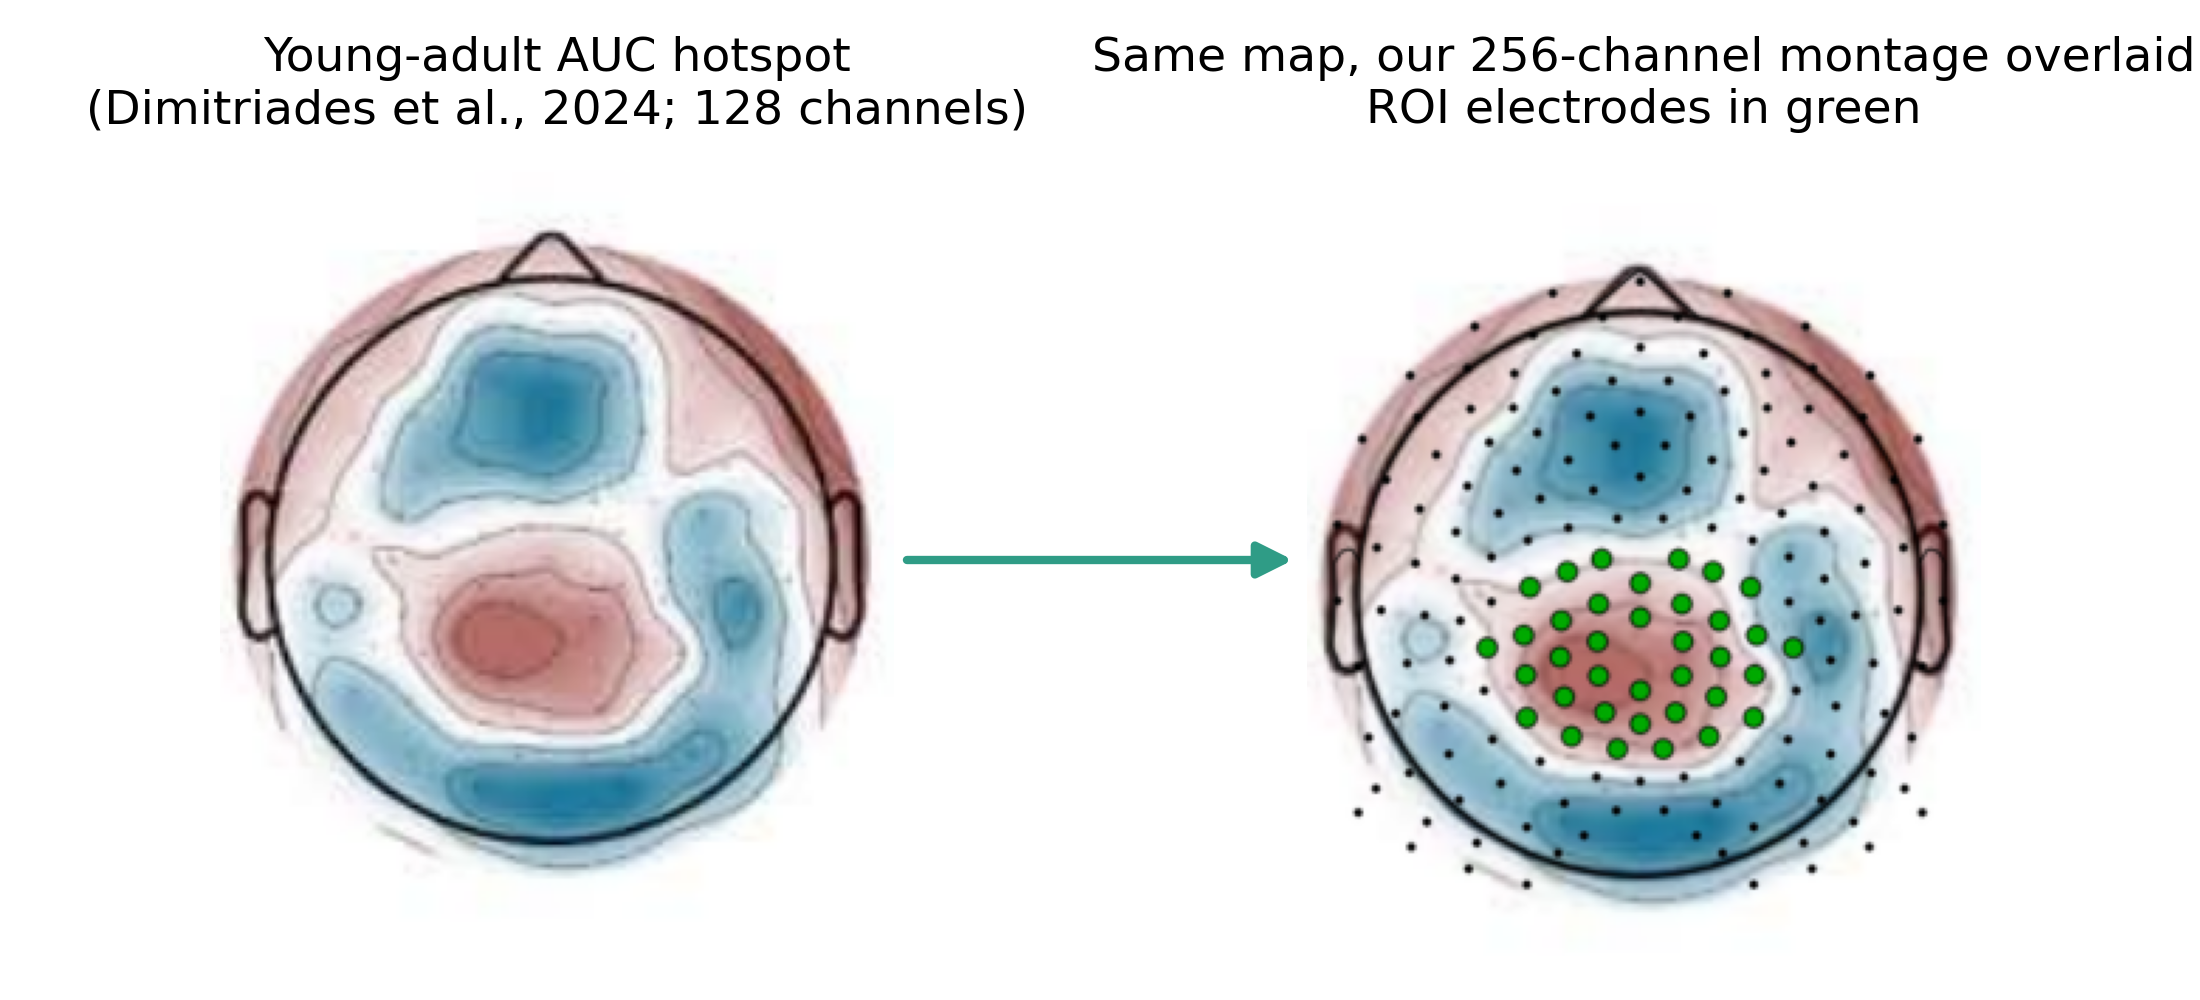 Young-adult AUC hotspot
(Dimitriades et al., 2024; 128 channels)
Same map, our 256-channel montage overlaid
ROI electrodes in green